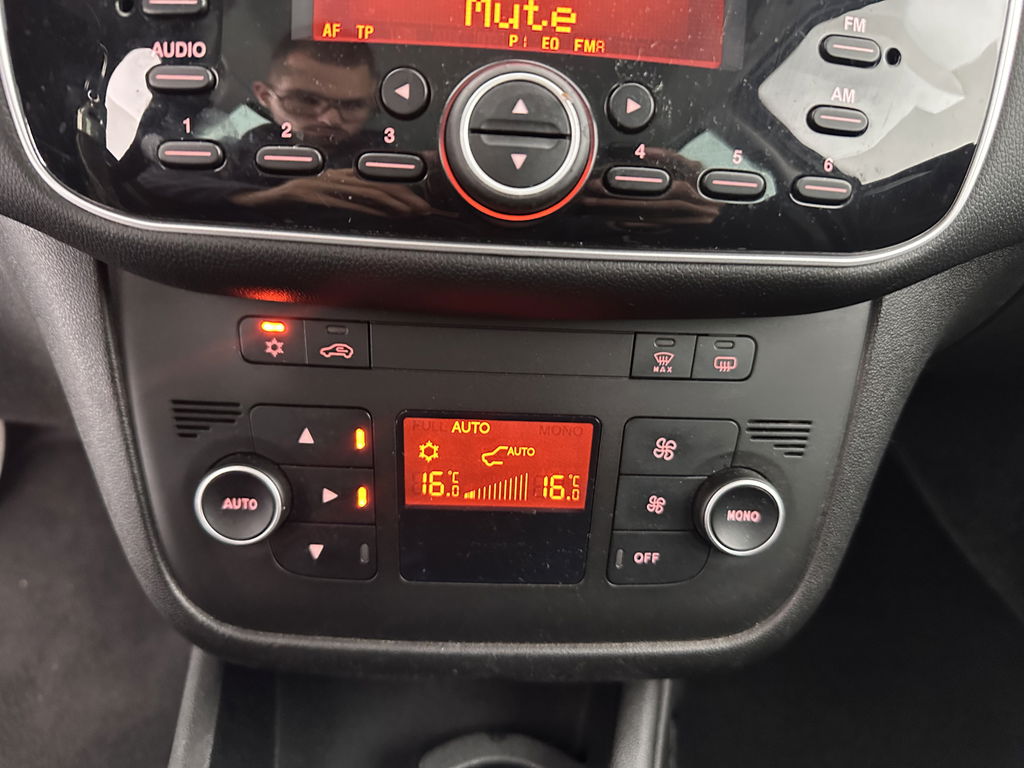 Mute
AF TP
P! EQ FMA
AUDIO
FM
AM
1 2 3 4 5 6
MAX
FULL AUTO MONO
AUTO
16.0°C 16.0°C
AUTO
MONO
OFF